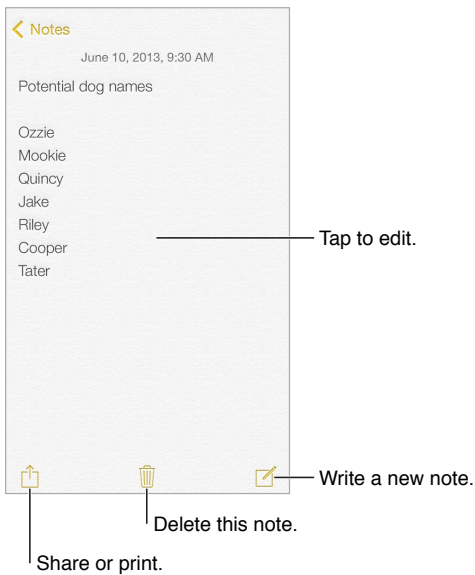 Notes
June 10, 2013, 9:30 AM
Potential dog names
Ozzie
Mookie
Quincy
Jake
Riley
Cooper
Tater
Tap to edit.
Write a new note.
Delete this note.
Share or print.